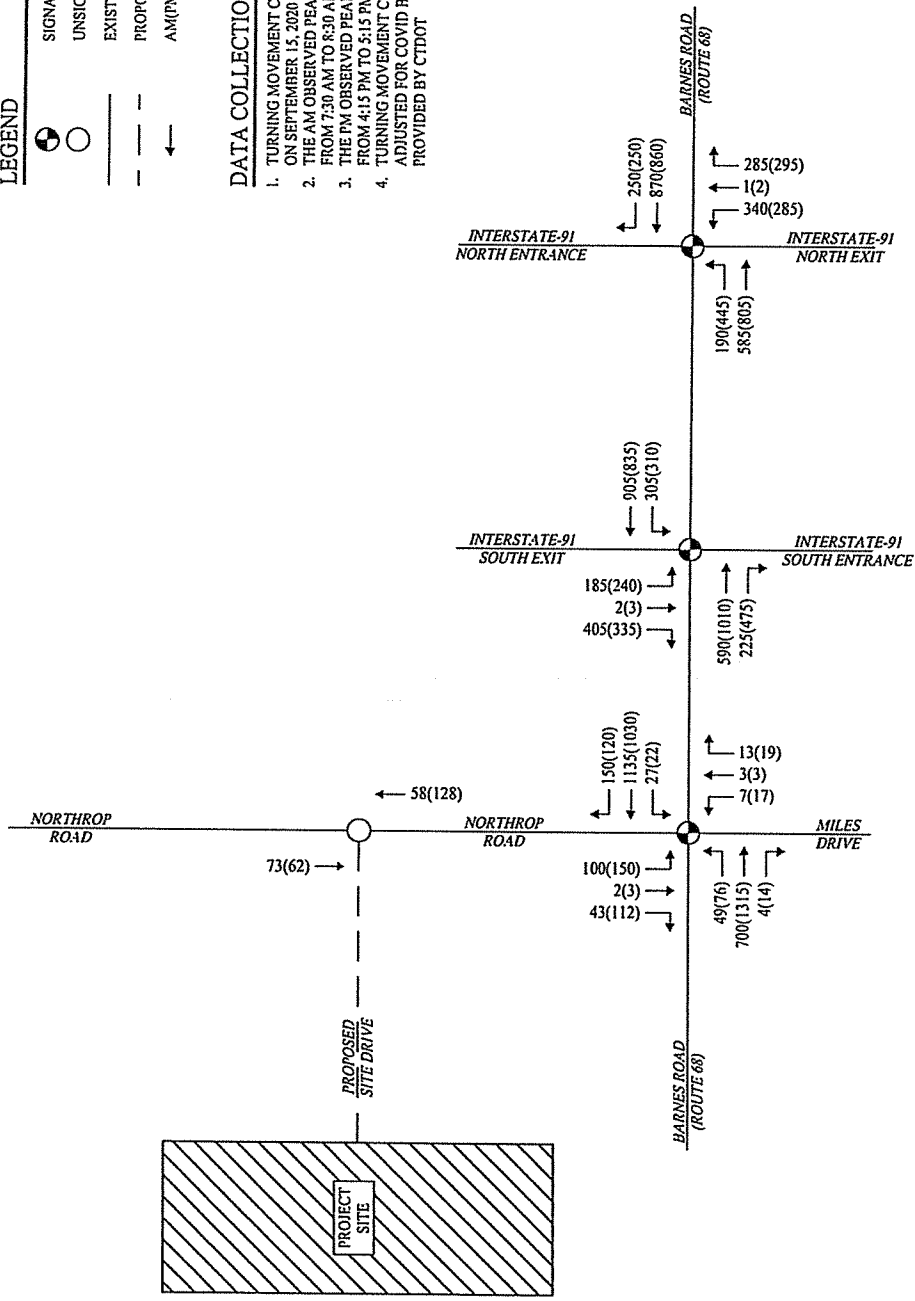 LEGEND
SIGNA
UNSIG
EXIST
PROPO
AM(PM
DATA COLLECTIO
1. TURNING MOVEMENT C
ON SEPTEMBER 15, 2020
2. THE AM OBSERVED PEA
FROM 7:30 AM TO 8:30 A
3. THE PM OBSERVED PEA
FROM 4:15 PM TO 5:15 PM
4. TURNING MOVEMENT C
ADJUSTED FOR COVID
PROVIDED BY CTDOT
BARNES ROAD
(ROUTE 68)
250(250)
870(860)
285(295)
1(2)
340(285)
INTERSTATE-91
NORTH ENTRANCE
INTERSTATE-91
NORTH EXIT
190(445)
585(805)
905(835)
305(310)
INTERSTATE-91
SOUTH EXIT
INTERSTATE-91
SOUTH ENTRANCE
185(240)
2(3)
405(335)
590(1010)
225(475)
150(120)
1135(1030)
27(22)
13(19)
3(3)
7(17)
58(128)
NORTHROP
ROAD
NORTHROP
ROAD
MILES
DRIVE
73(62)
100(150)
2(3)
43(112)
49(76)
700(1315)
4(14)
PROPOSED
SITE DRIVE
BARNES ROAD
(ROUTE 68)
PROJECT
SITE